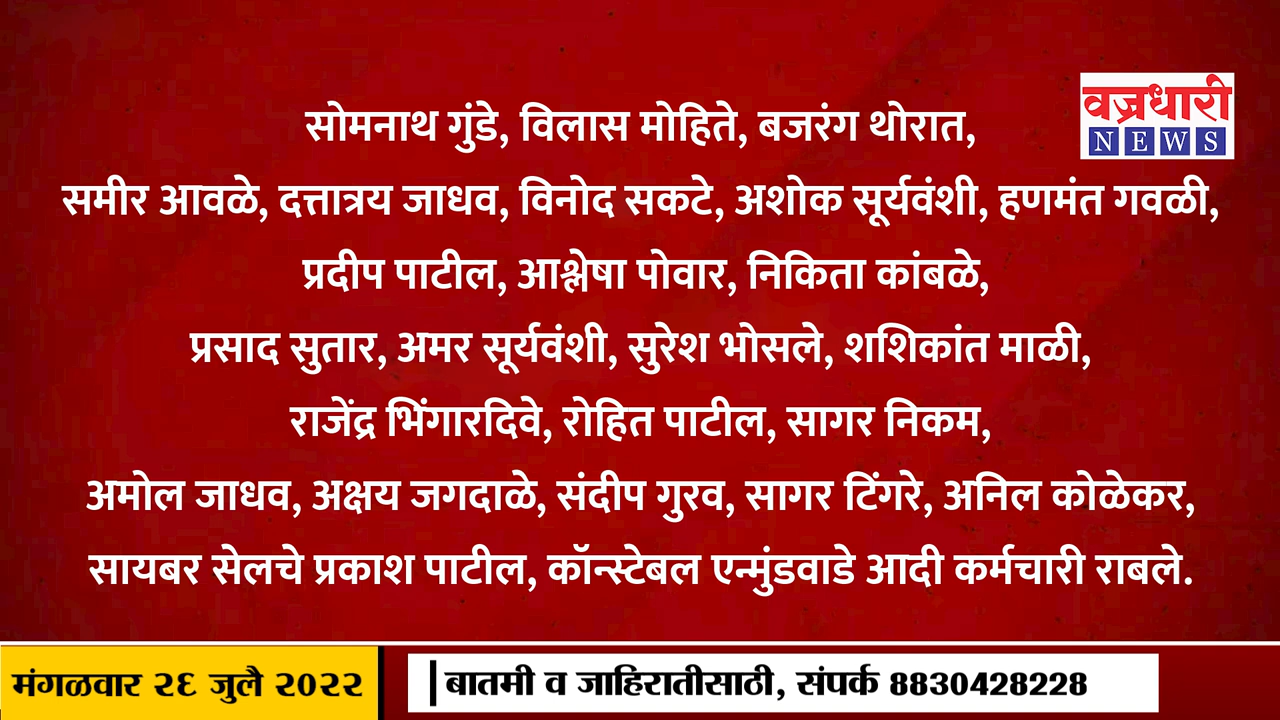 वज्रधारी
NEWS
सोमनाथ गुंडे, विलास मोहिते, बजरंग थोरात,
समीर आवळे, दत्तात्रय जाधव, विनोद सकटे, अशोक सूर्यवंशी, हणमंत गवळी,
प्रदीप पाटील, आश्लेषा पोवार, निकिता कांबळे,
प्रसाद सुतार, अमर सूर्यवंशी, सुरेश भोसले, शशिकांत माळी,
राजेंद्र भिंगारदिवे, रोहित पाटील, सागर निकम,
अमोल जाधव, अक्षय जगदाळे, संदीप गुरव, सागर टिंगरे, अनिल कोळेकर,
सायबर सेलचे प्रकाश पाटील, कॉन्स्टेबल एन्मुंडवाडे आदी कर्मचारी राबले.
मंगळवार २६ जुलै २०२२
बातमी व जाहिरातीसाठी, संपर्क 8830428228